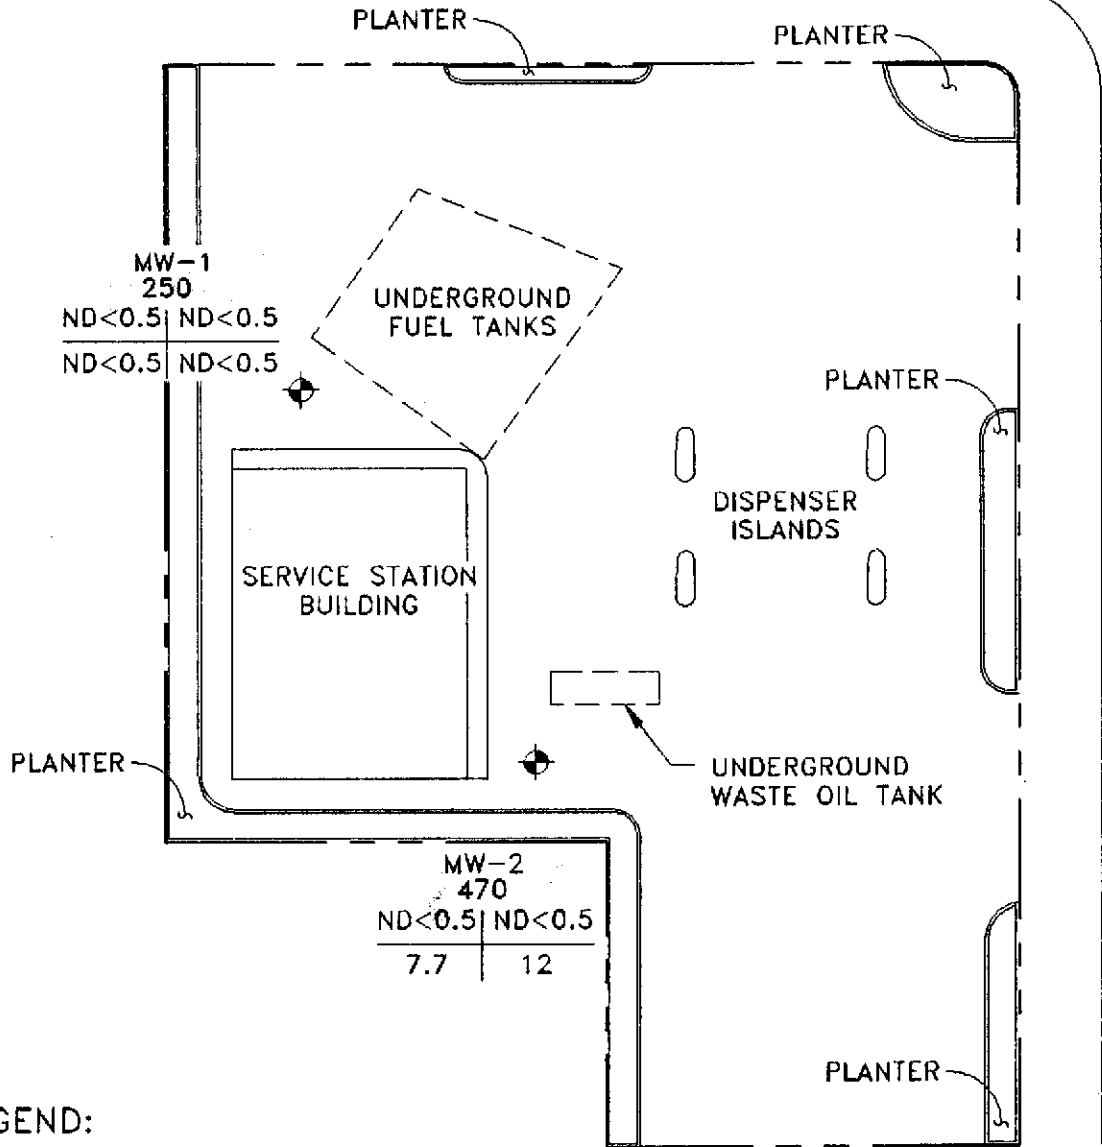 PLANTER
PLANTER
MW-1
250
ND<0.5 ND<0.5
ND<0.5 ND<0.5
UNDERGROUND
FUEL TANKS
PLANTER
DISPENSER
ISLANDS
SERVICE STATION
BUILDING
PLANTER
UNDERGROUND
WASTE OIL TANK
MW-2
470
ND<0.5 ND<0.5
7.7 12
PLANTER
GEND: